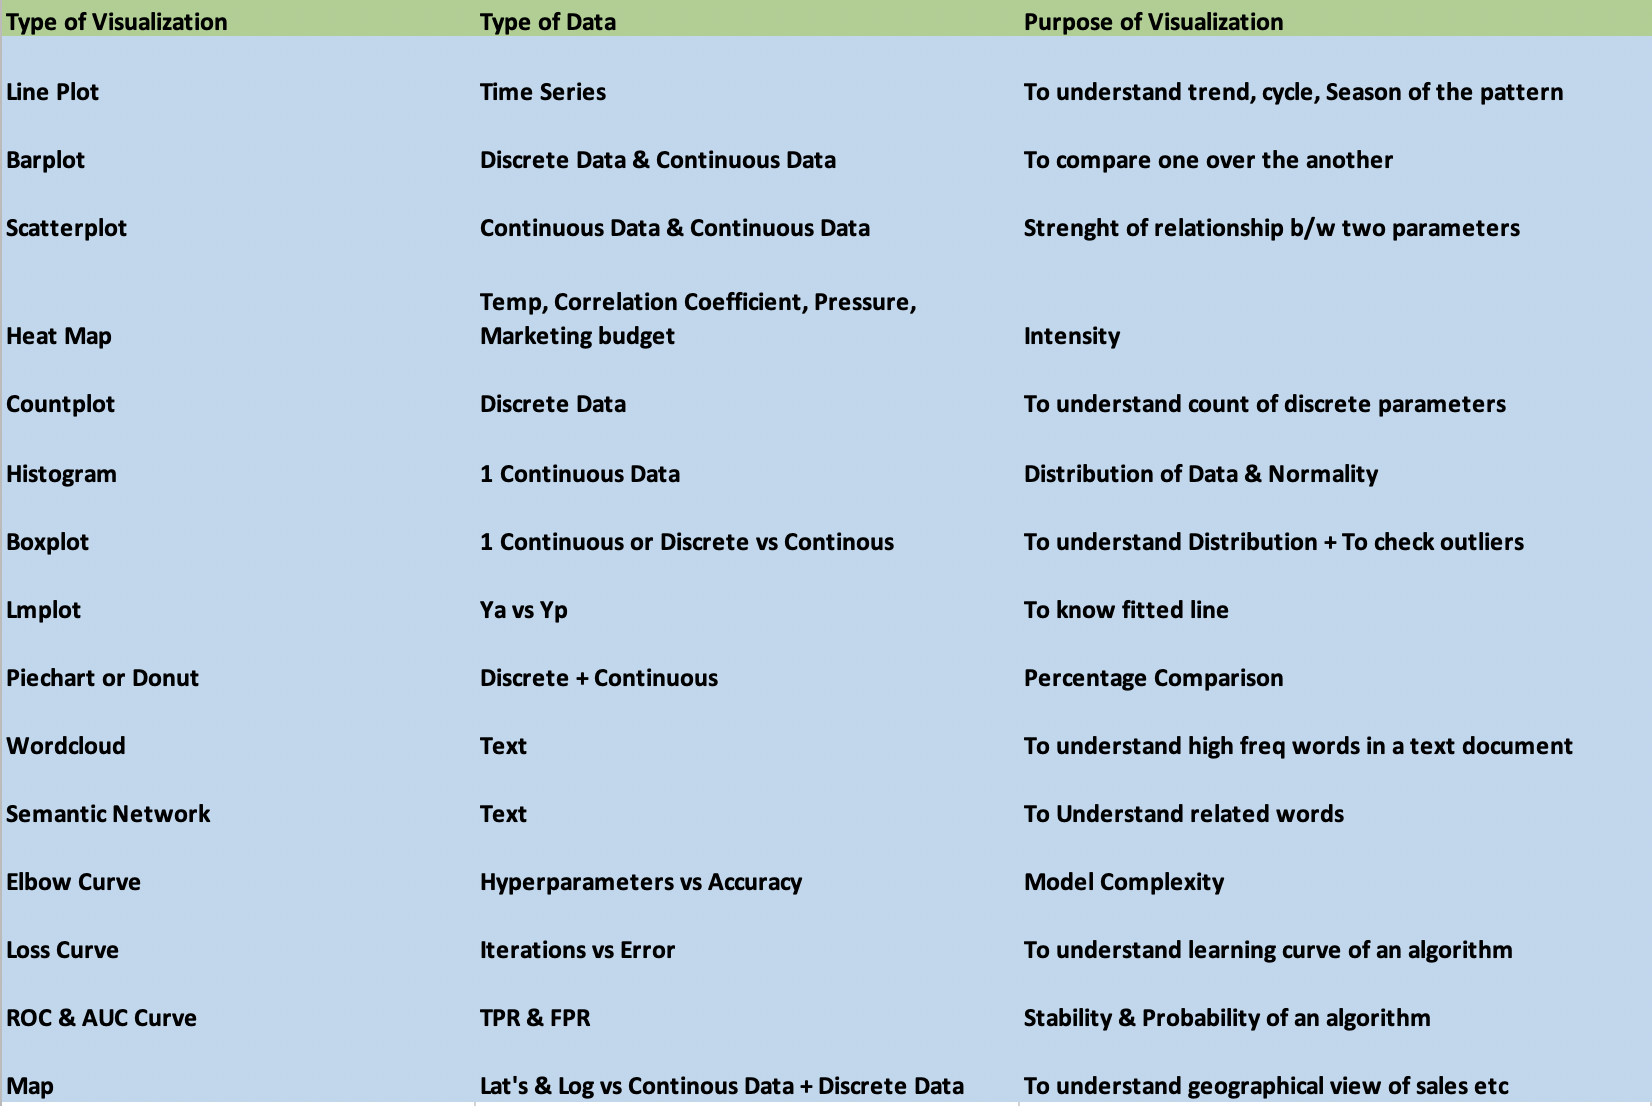 Type of Visualization Type of Data Purpose of Visualization
Line Plot Time Series To understand trend, cycle, Season of the pattern
Barplot Discrete Data & Continuous Data To compare one over the another
Scatterplot Continuous Data & Continuous Data Strenght of relationship b/w two parameters
Temp, Correlation Coefficient, Pressure,
Heat Map Marketing budget Intensity
Countplot Discrete Data To understand count of discrete parameters
Histogram 1 Continuous Data Distribution of Data & Normality
Boxplot 1 Continuous or Discrete vs Continous To understand Distribution + To check outliers
Lmplot Ya vs Yp To know fitted line
Piechart or Donut Discrete + Continuous Percentage Comparison
Wordcloud Text To understand high freq words in a text document
Semantic Network Text To Understand related words
Elbow Curve Hyperparameters vs Accuracy Model Complexity
Loss Curve Iterations vs Error To understand learning curve of an algorithm
ROC & AUC Curve TPR & FPR Stability & Probability of an algorithm
Map Lat's & Log vs Continous Data + Discrete Data To understand geographical view of sales etc